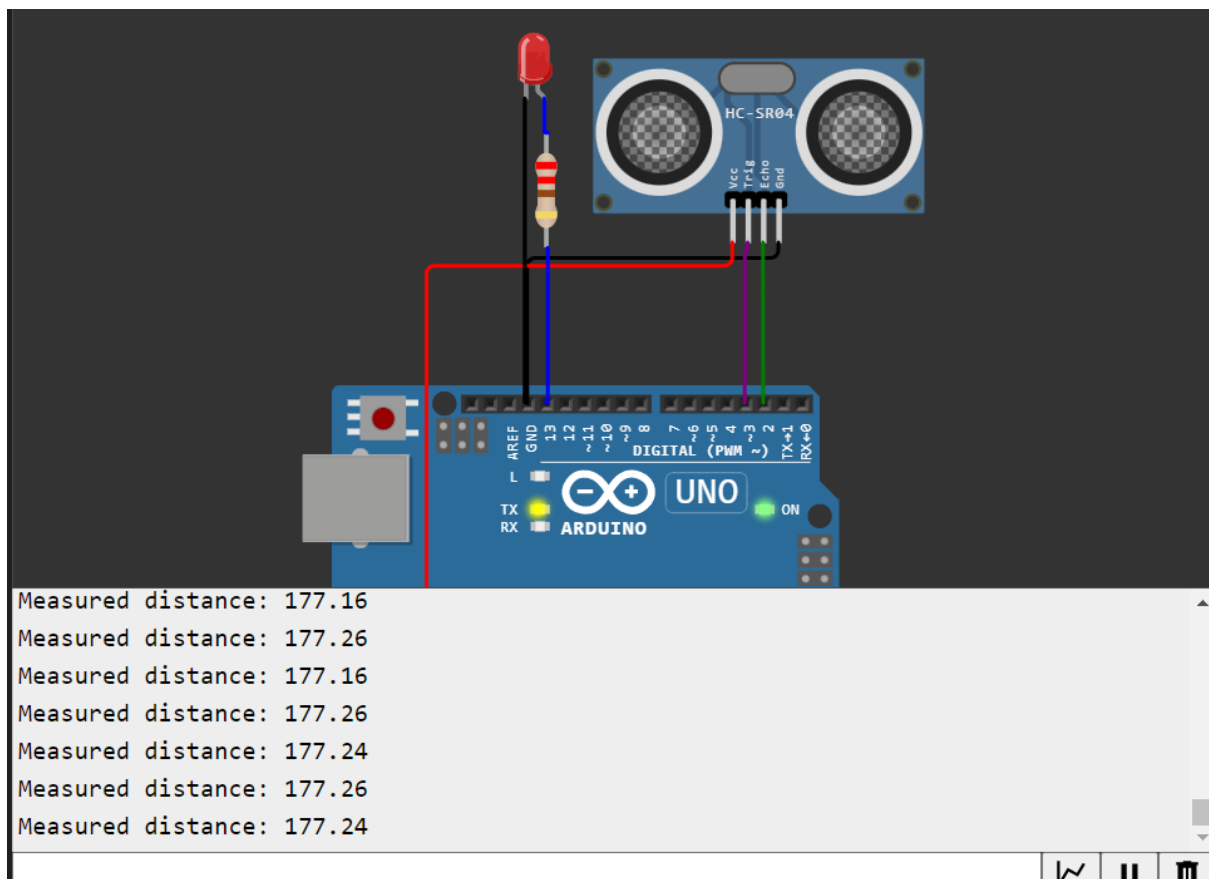 HC-SR04
Vcc
Trig
Echo
Gnd
AREF
GND
13
12
~11
~10
~9
8
7
~6
~5
4
~3
2
TX→1
RX←0
DIGITAL (PWM ~)
L
TX
RX
UNO
ON
ARDUINO
Measured distance: 177.16
Measured distance: 177.26
Measured distance: 177.16
Measured distance: 177.26
Measured distance: 177.24
Measured distance: 177.26
Measured distance: 177.24